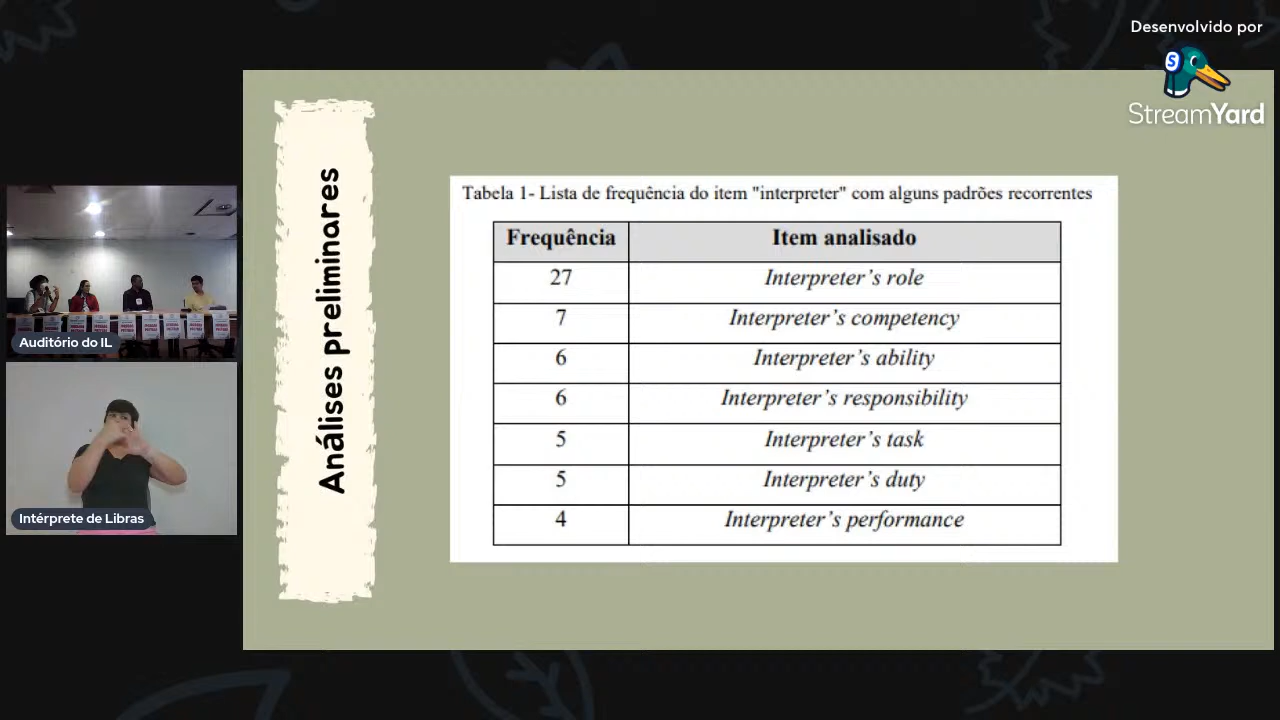 Desenvolvido por
StreamYard
Análises preliminares
Tabela 1- Lista de frequência do item "interpreter" com alguns padrões recorrentes
Frequência Item analisado
27 Interpreter's role
7 Interpreter's competency
6 Interpreter's ability
6 Interpreter's responsibility
5 Interpreter's task
5 Interpreter's duty
4 Interpreter's performance
Auditório do IL
Intérprete de Libras